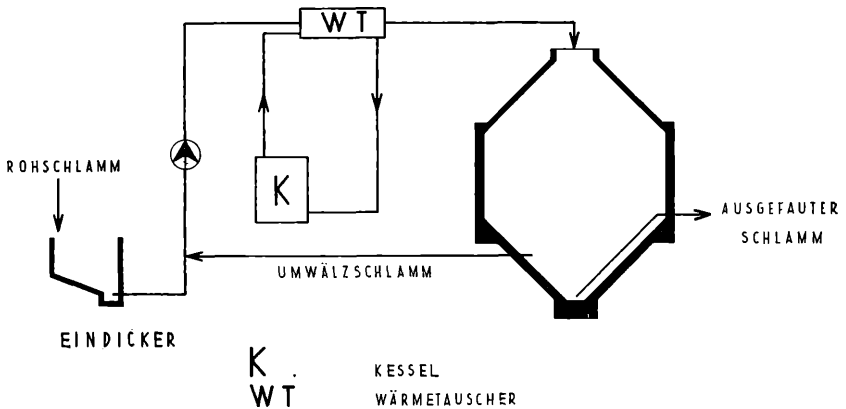 WT
K
ROHSCHLAMM
AUSGEFAUTER
SCHLAMM
UMWÄLZSCHLAMM
EINDICKER
K KESSEL
WT WÄRMETAUSCHER